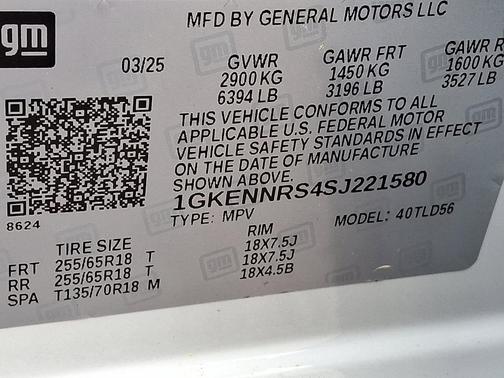 gm
MFD BY GENERAL MOTORS LLC
03/25
GVWR GAWR FRT GAWR R
2900 KG 1450 KG 1600 KG
6394 LB 3196 LB 3527 LB
THIS VEHICLE CONFORMS TO ALL
APPLICABLE U.S. FEDERAL MOTOR
VEHICLE SAFETY STANDARDS IN EFFECT
ON THE DATE OF MANUFACTURE
SHOWN ABOVE.
1GKENNRS4SJ221580
8624
TYPE: MPV MODEL: 40TLD56
TIRE SIZE RIM
FRT 255/65R18 T 18X7.5J
RR 255/65R18 T 18X7.5J
SPA T135/70R18 M 18X4.5B